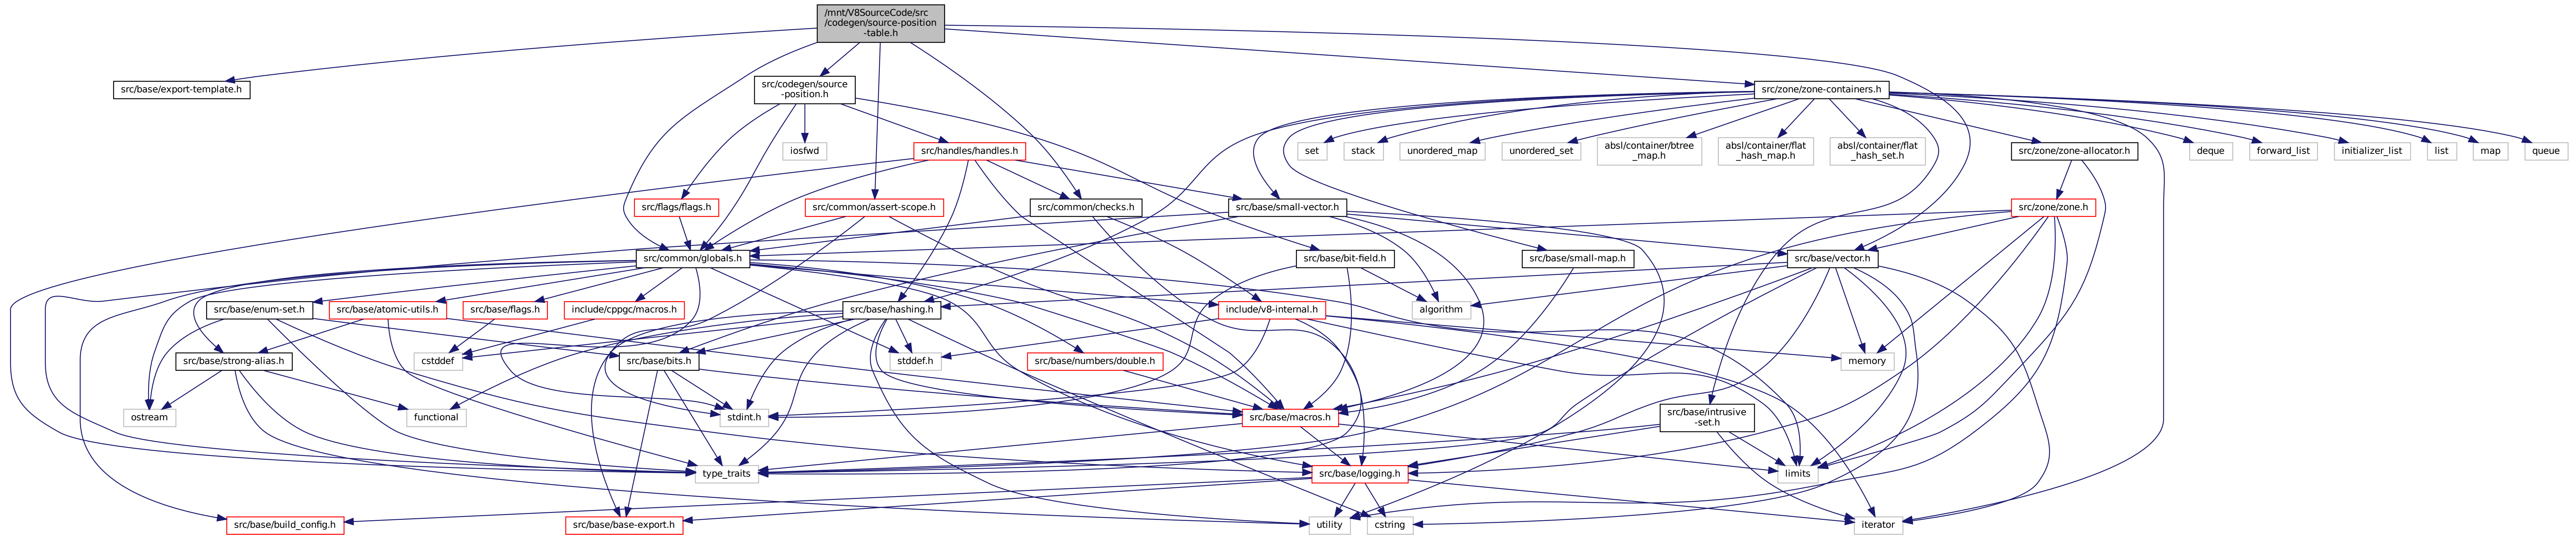 /mnt/V8SourceCode/src
/codegen/source-position
-table.h
src/base/export-template.h
src/codegen/source
-position.h
src/zone/zone-containers.h
iosfwd
src/handles/handles.h
set
stack
unordered_map
unordered_set
absl/container/btree
_map.h
absl/container/flat
_hash_map.h
absl/container/flat
_hash_set.h
src/zone/zone-allocator.h
deque
forward_list
initializer_list
list
map
queue
src/flags/flags.h
src/common/assert-scope.h
src/common/checks.h
src/base/small-vector.h
src/zone/zone.h
src/common/globals.h
src/base/bit-field.h
src/base/small-map.h
src/base/vector.h
src/base/enum-set.h
src/base/atomic-utils.h
src/base/flags.h
include/cppgc/macros.h
src/base/hashing.h
include/v8-internal.h
algorithm
src/base/strong-alias.h
cstddef
src/base/bits.h
stddef.h
src/base/numbers/double.h
memory
ostream
functional
stdint.h
src/base/macros.h
src/base/intrusive
-set.h
type_traits
src/base/logging.h
limits
src/base/build_config.h
src/base/base-export.h
utility
cstring
iterator